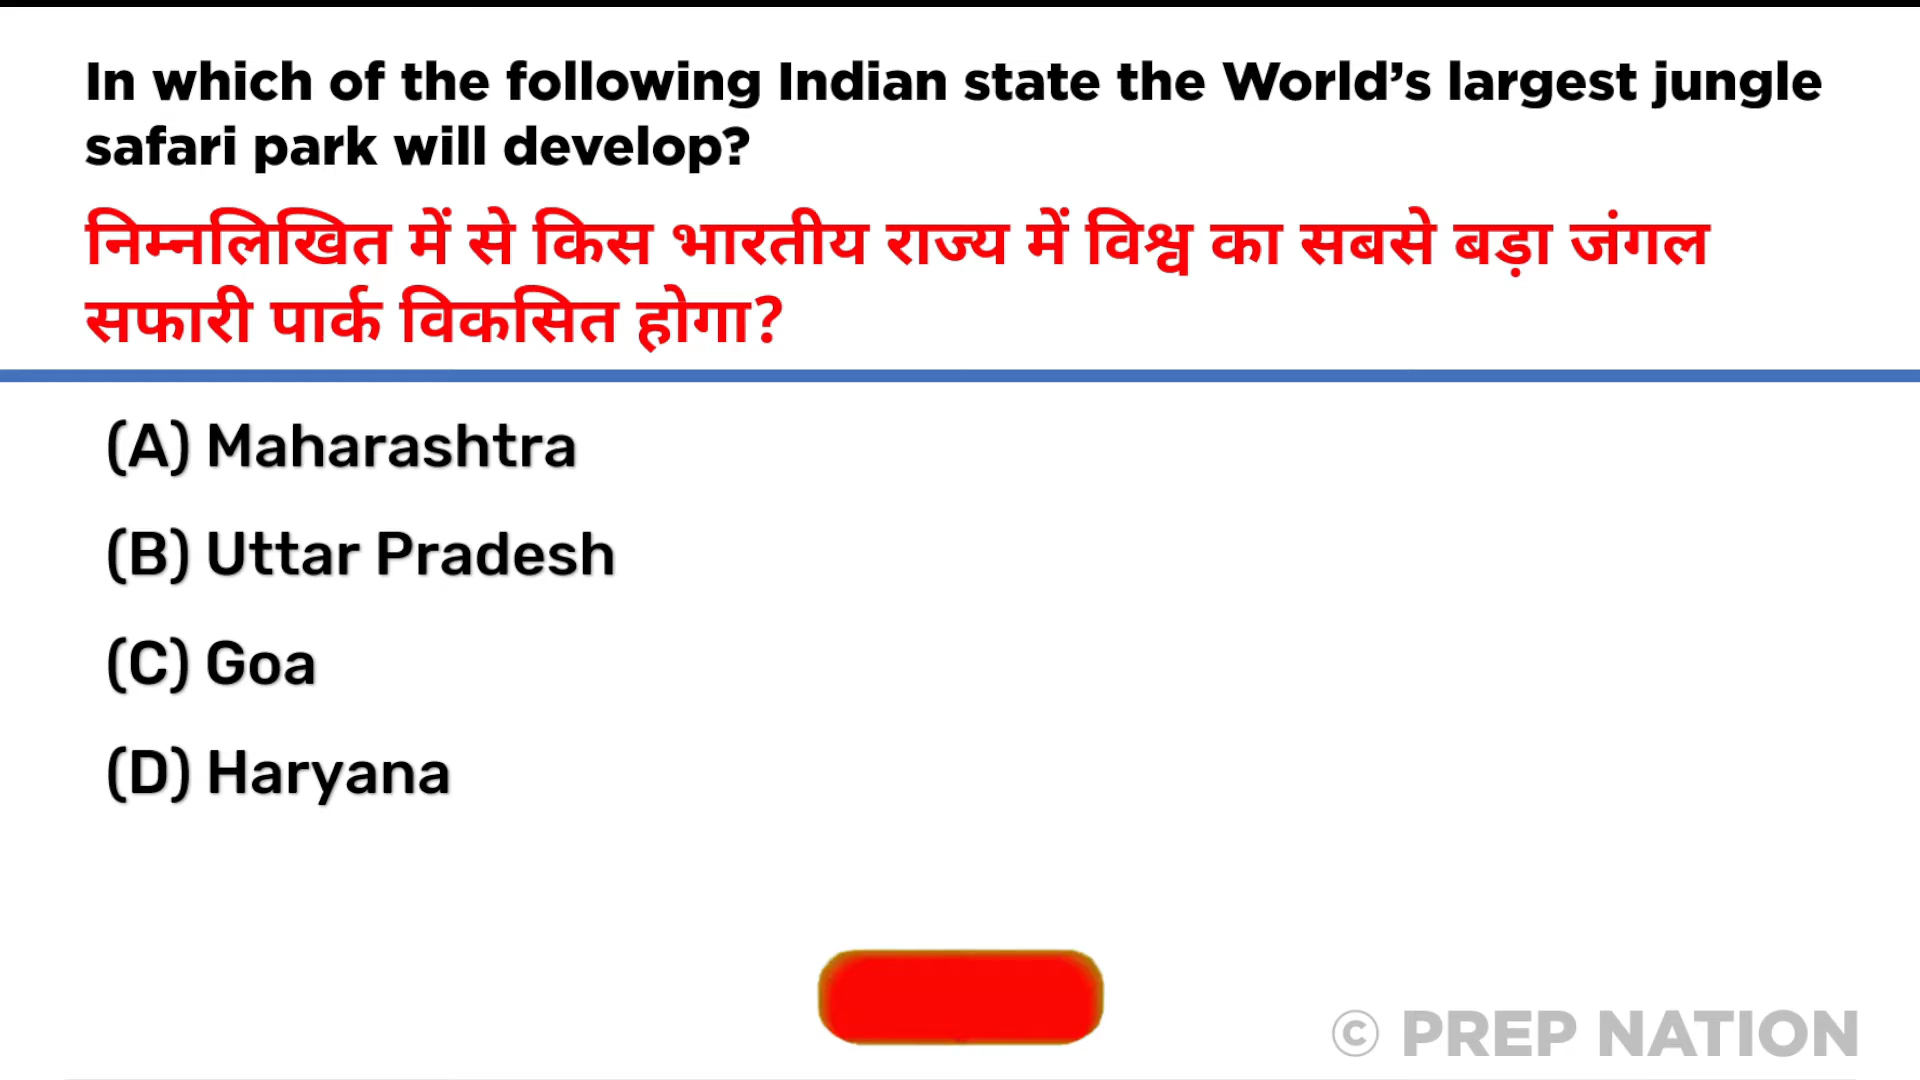 In which of the following Indian state the World’s largest jungle
safari park will develop?
निम्नलिखित में से किस भारतीय राज्य में विश्व का सबसे बड़ा जंगल
सफारी पार्क विकसित होगा?
(A) Maharashtra
(B) Uttar Pradesh
(C) Goa
(D) Haryana
© PREP NATION